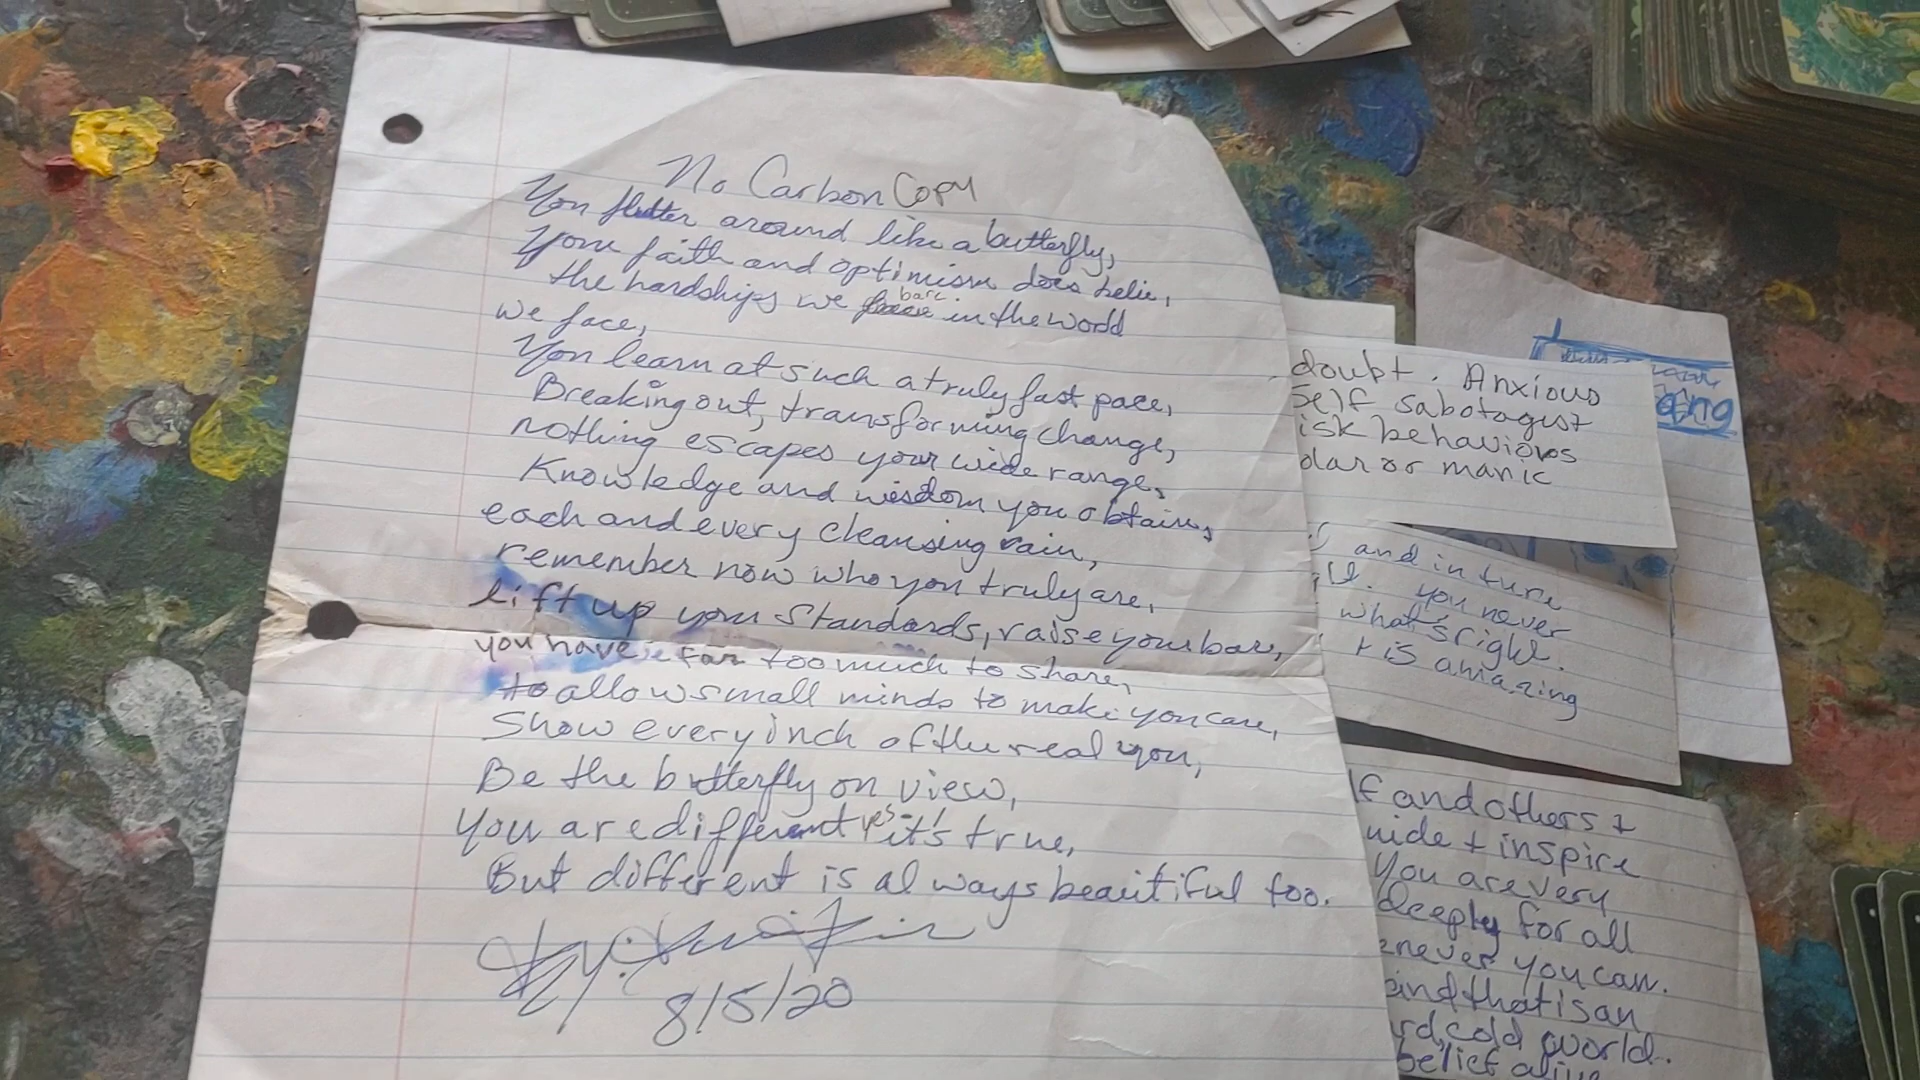 No Carbon Copy
You flutter around like a butterfly,
Your faith and optimism does belie,
the hardships we bare in the world
we face,
You learn at such a truly fast pace,
Breaking out, transforming change,
nothing escapes your wide range,
Knowledge and wisdom you obtain,
each and every cleansing rain,
remember now who you truly are,
lift up your standards, raise your bar,
you have far too much to share,
to allow small minds to make you care,
Show every inch of the real you,
Be the butterfly on view,
You are different yes it's true,
But different is always beautiful too.
8/5/20
doubt. Anxious
Self sabotagist
isk behaviors
olar or manic
and in turn
you never
what's right.
t is amazing
f and others +
uide + inspire
You are very
deeply for all
enever you can.
and that is an
rd, cold world.
belief alive